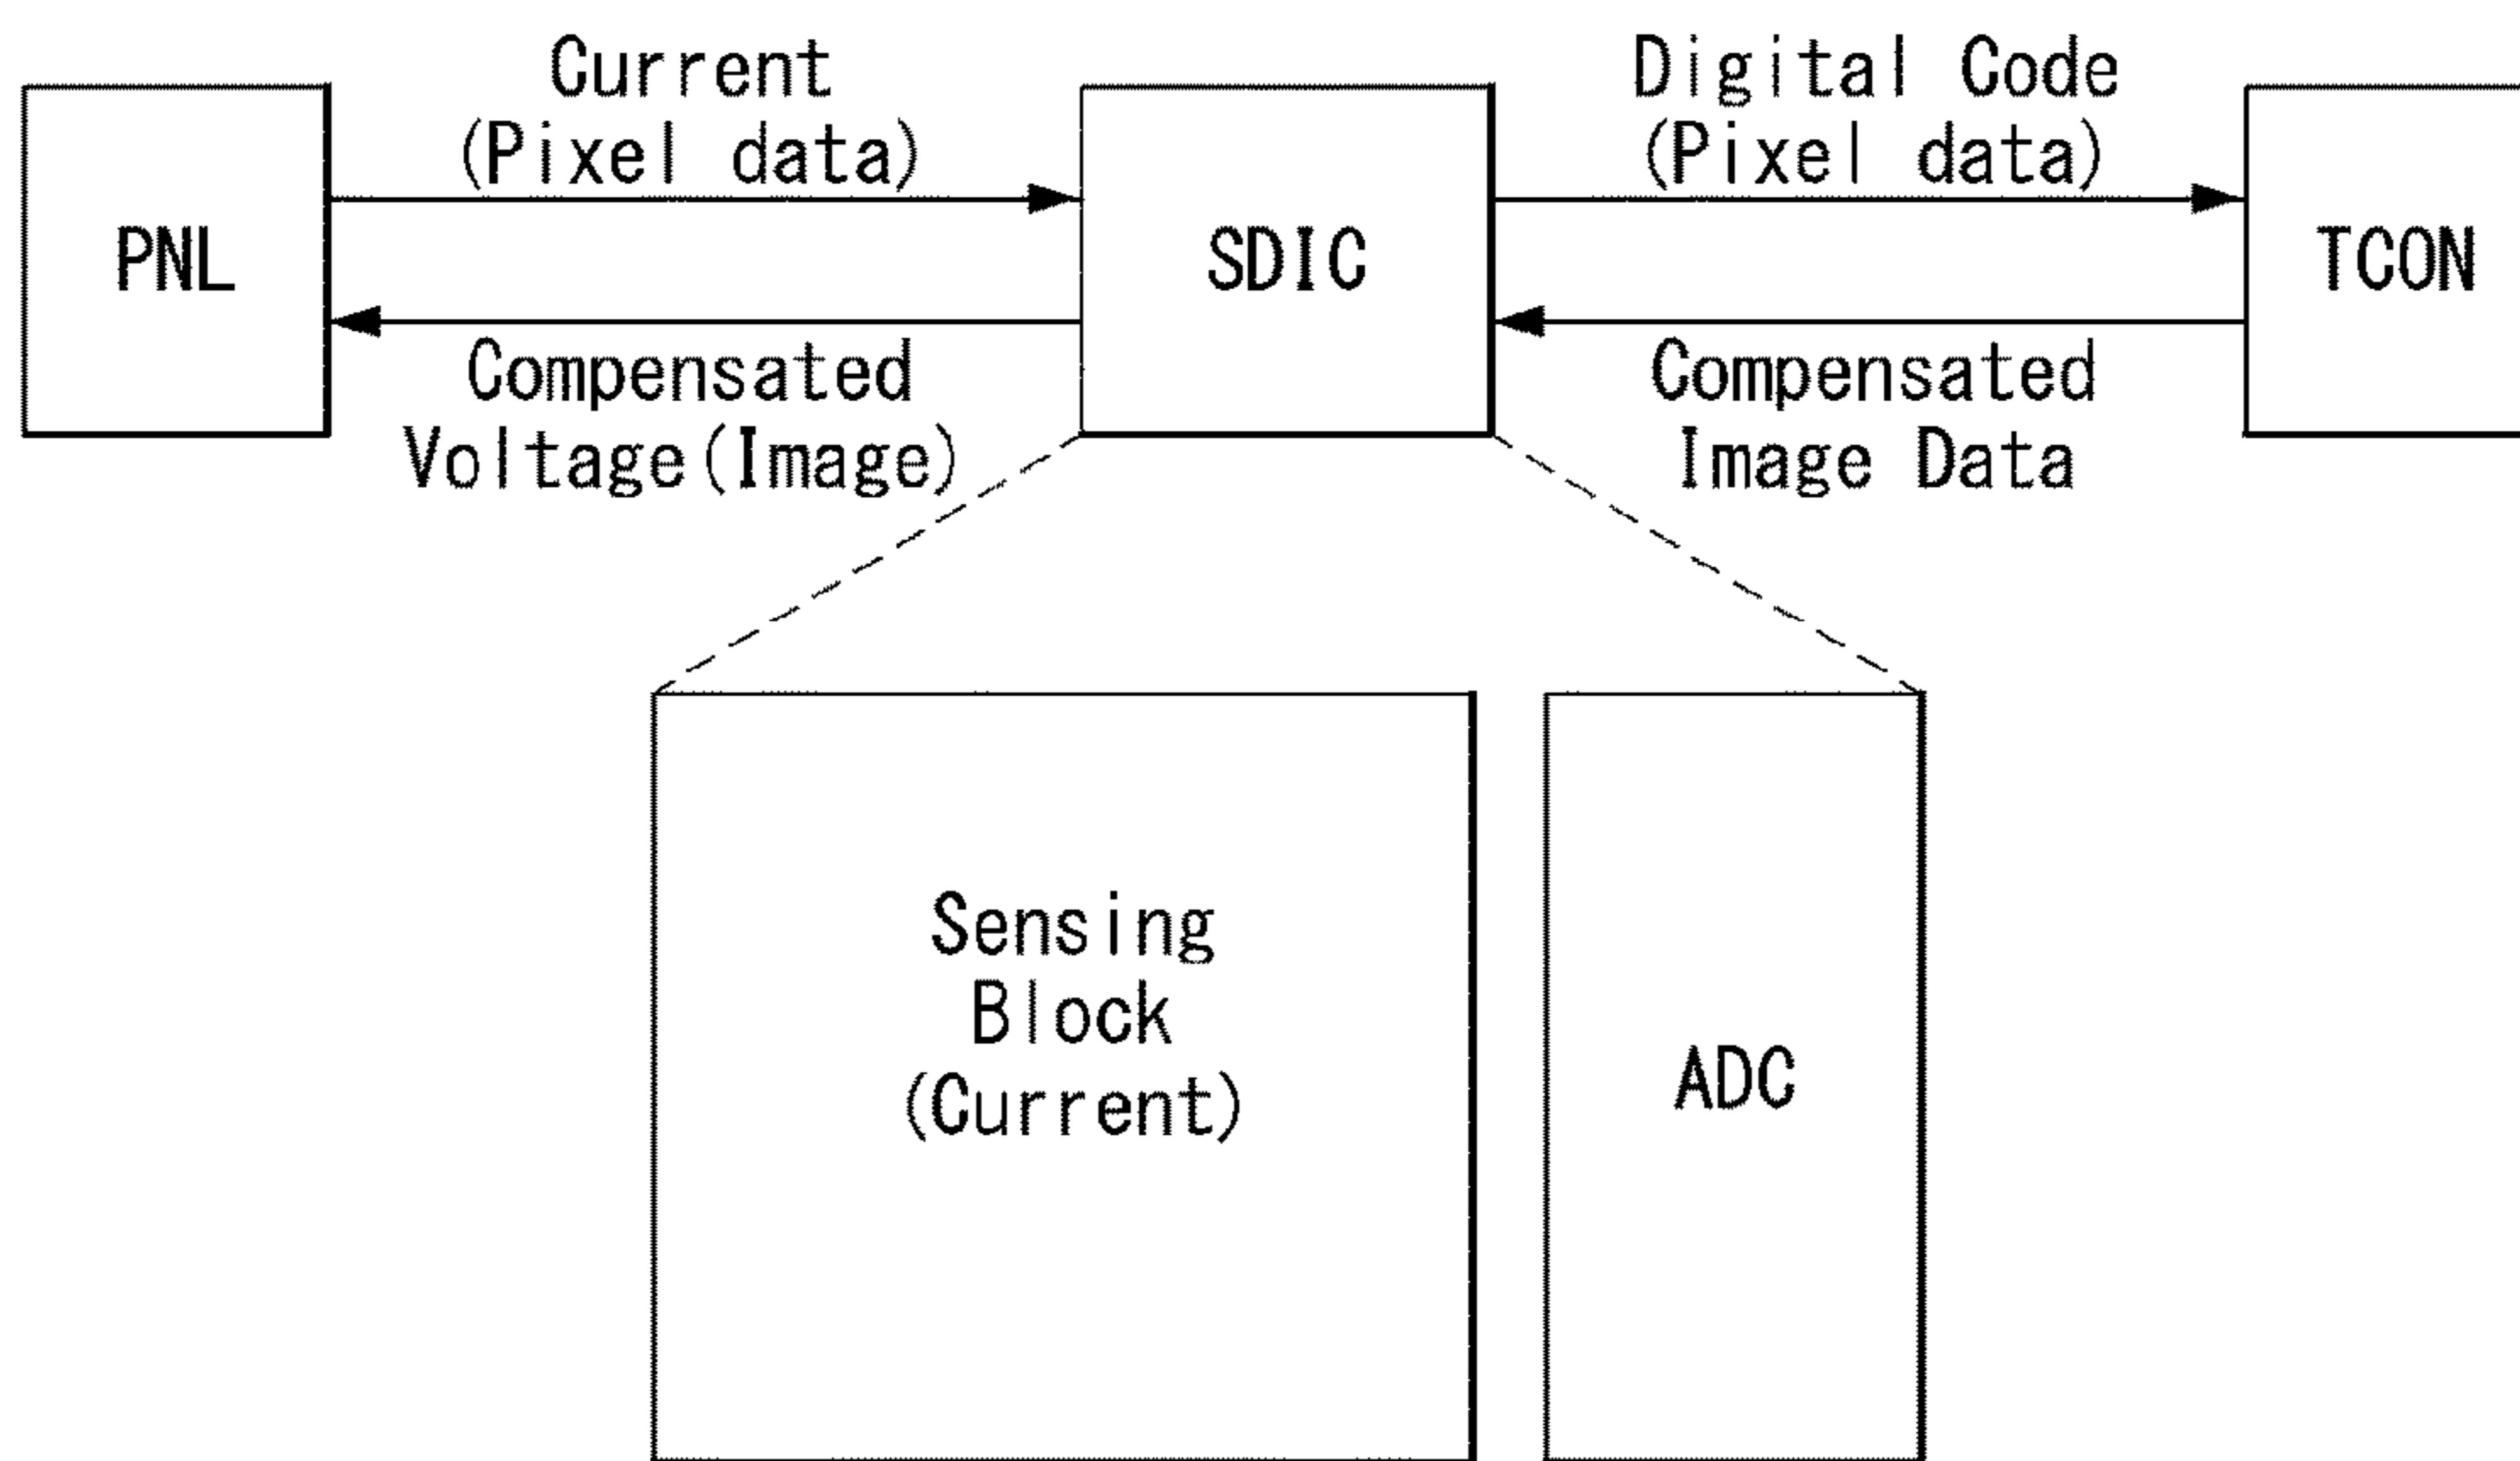 Current
(Pixel data)
Digital Code
(Pixel data)
PNL
SDIC
TCON
Compensated
Voltage(Image)
Compensated
Image Data
Sensing
Block
(Current)
ADC